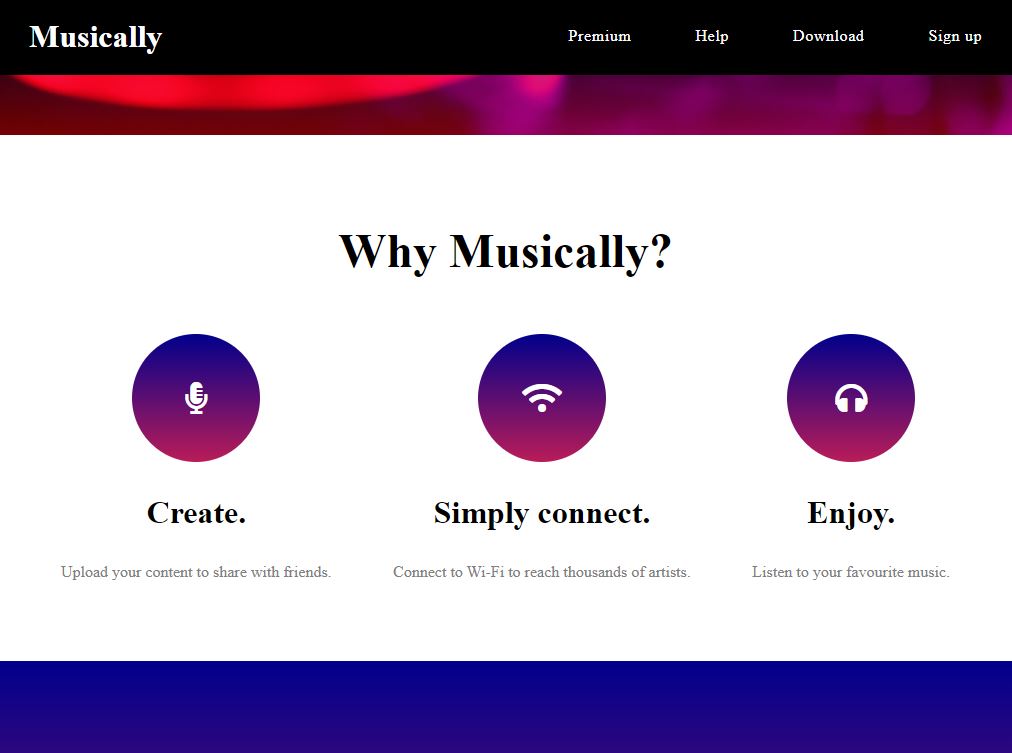 Musically
Premium Help Download Sign up
Why Musically?
Create.
Simply connect.
Enjoy.
Upload your content to share with friends.
Connect to Wi-Fi to reach thousands of artists.
Listen to your favourite music.